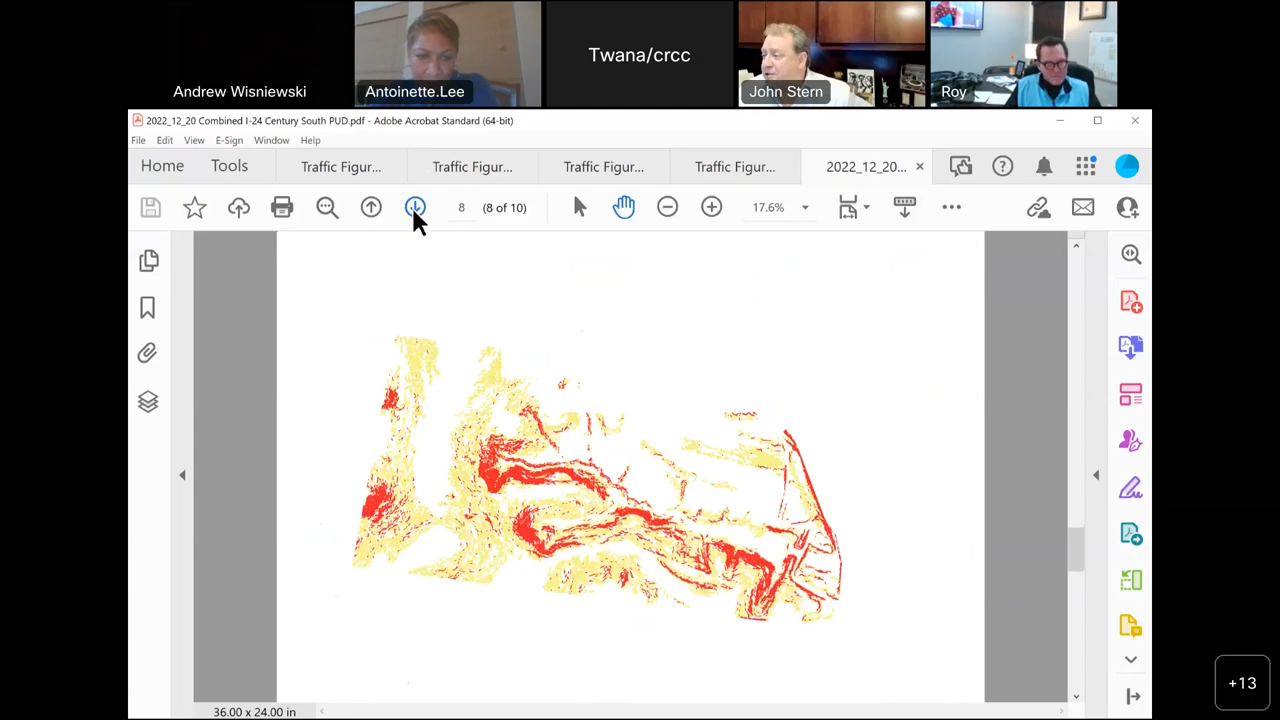 Andrew Wisniewski
Antoinette.Lee
Twana/crcc
John Stern
Roy
2022_12_20 Combined I-24 Century South PUD.pdf - Adobe Acrobat Standard (64-bit)
File Edit View E-Sign Window Help
Home Tools Traffic Figur... Traffic Figur... Traffic Figur... Traffic Figur... 2022_12_20... ×
8 (8 of 10) 17.6%
36.00 x 24.00 in
+13